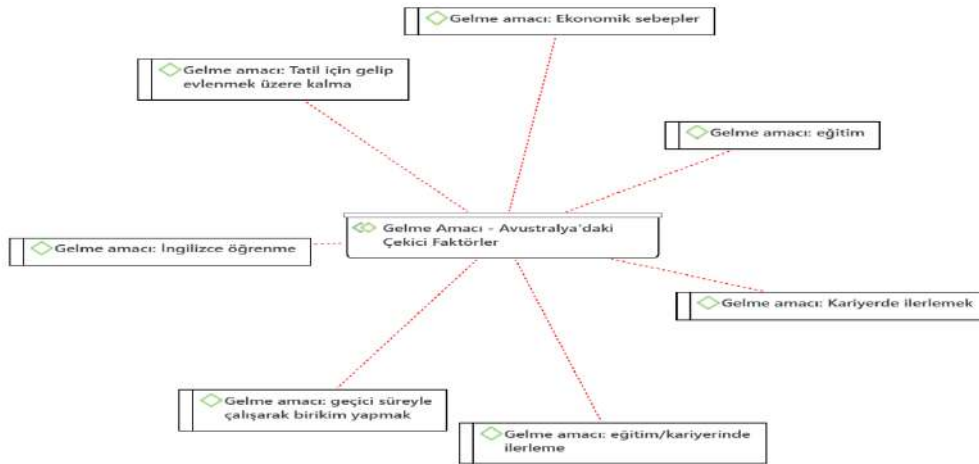 Gelme amacı: Ekonomik sebepler
Gelme amacı: Tatil için gelip
evlenmek üzere kalma
Gelme amacı: eğitim
Gelme Amacı - Avustralya'daki
Çekici Faktörler
Gelme amacı: İngilizce öğrenme
Gelme amacı: Kariyerde ilerlemek
Gelme amacı: geçici süreyle
çalışarak birikim yapmak
Gelme amacı: eğitim/kariyerinde
ilerleme